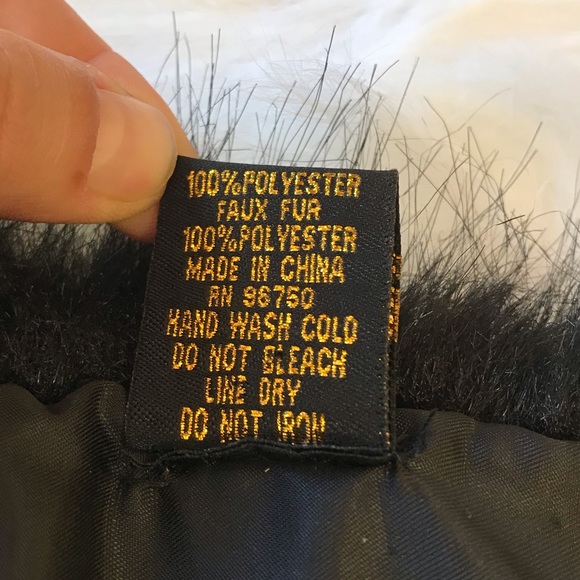 100% POLYESTER
FAUX FUR
100% POLYESTER
MADE IN CHINA
RN 96750
HAND WASH COLD
DO NOT BLEACH
LINE DRY
DO NOT IRON